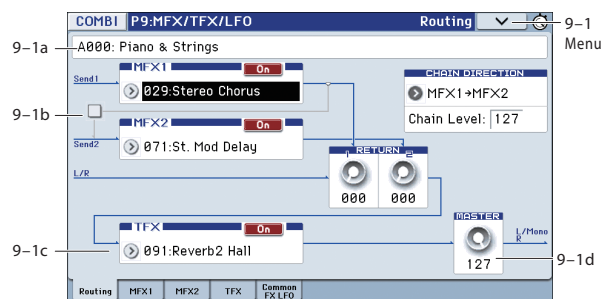 COMBI P9:MFX/TFX/LFO Routing
9–1
Menu
9–1a
A000: Piano & Strings
MFX1 On
Send1
029:Stereo Chorus
CHAIN DIRECTION
MFX1→MFX2
Chain Level: 127
9–1b
MFX2 On
Send2
071:St. Mod Delay
RETURN
1 2
000 000
L/R
TFX On
9–1c
091:Reverb2 Hall
MASTER
127
L/Mono
R
9–1d
Routing MFX1 MFX2 TFX Common FX LFO